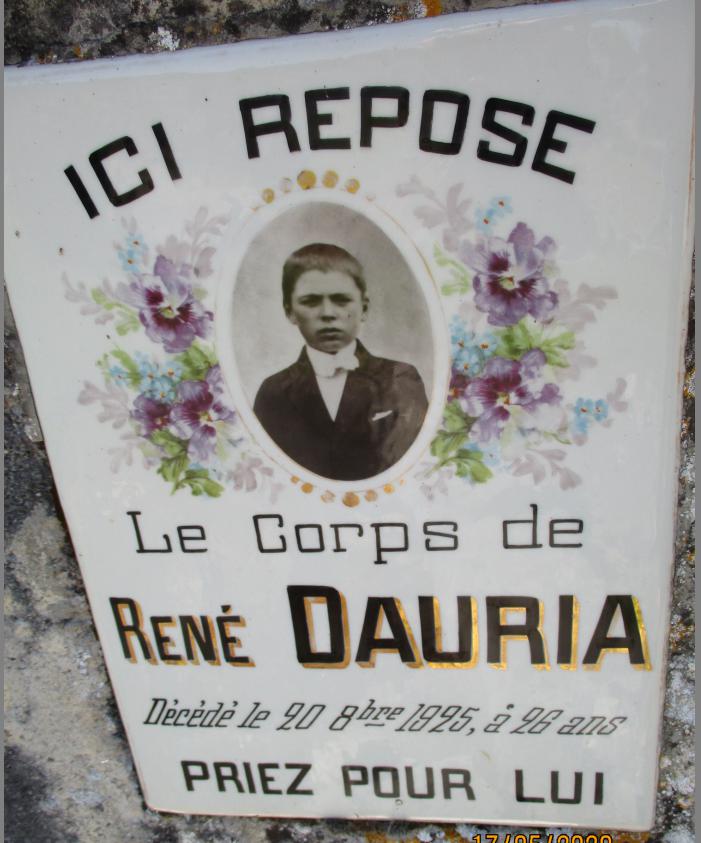 ICI REPOSE
Le Corps de
RENÉ DAURIA
Décédé le 20 8bre 1925, à 26 ans
PRIEZ POUR LUI